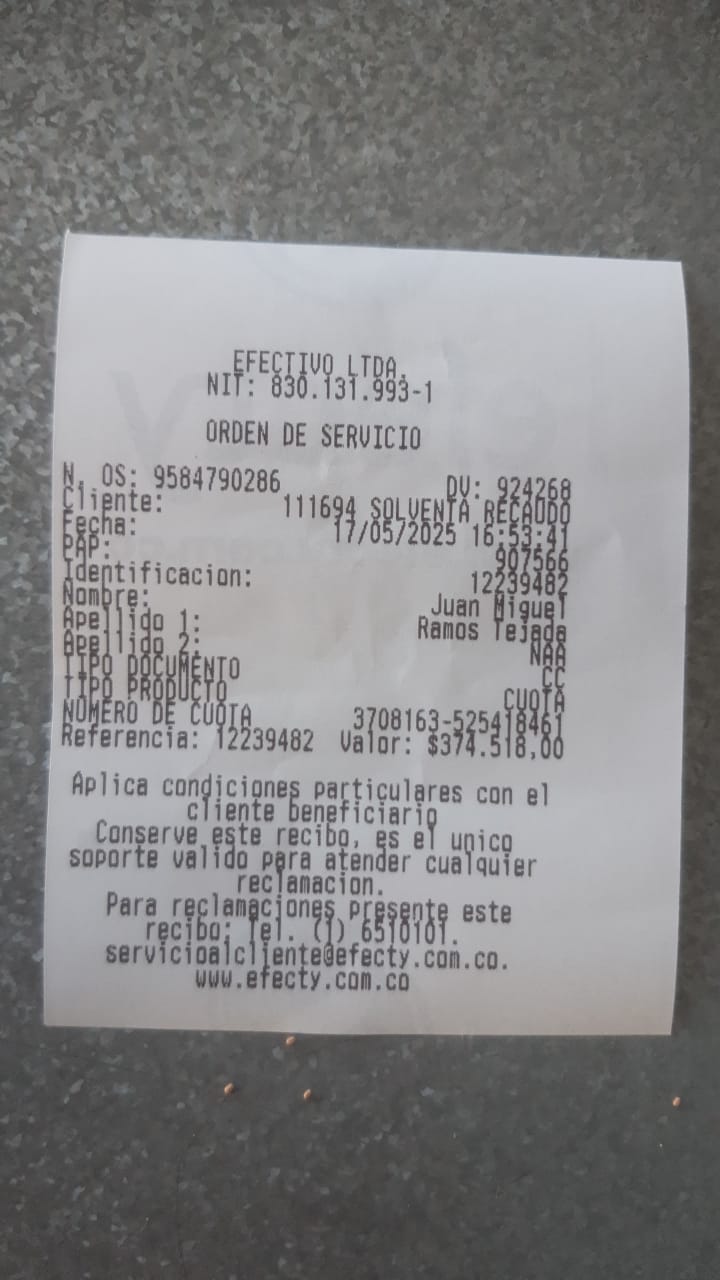 EFECTIVO LTDA.
NIT: 830.131.993-1
ORDEN DE SERVICIO
N. OS: 9584790286 DV: 924268
Cliente: 111694 SOLVENTA RECAUDO
Fecha: 17/05/2025 16:53:41
PAP: 907566
Identificacion: 12239482
Nombre: Juan Miguel
Apellido 1: Ramos Tejada
Apellido 2: NAA
TIPO DOCUMENTO CC
TIPO PRODUCTO CUOTA
NUMERO DE CUOTA 3708163-525418461
Referencia: 12239482 Valor: $374.518,00
Aplica condiciones particulares con el
cliente beneficiario
Conserve este recibo, es el unico
soporte valido para atender cualquier
reclamacion.
Para reclamaciones presente este
recibo: Tel. (1) 6510101.
servicioalcliente@efecty.com.co.
www.efecty.com.co